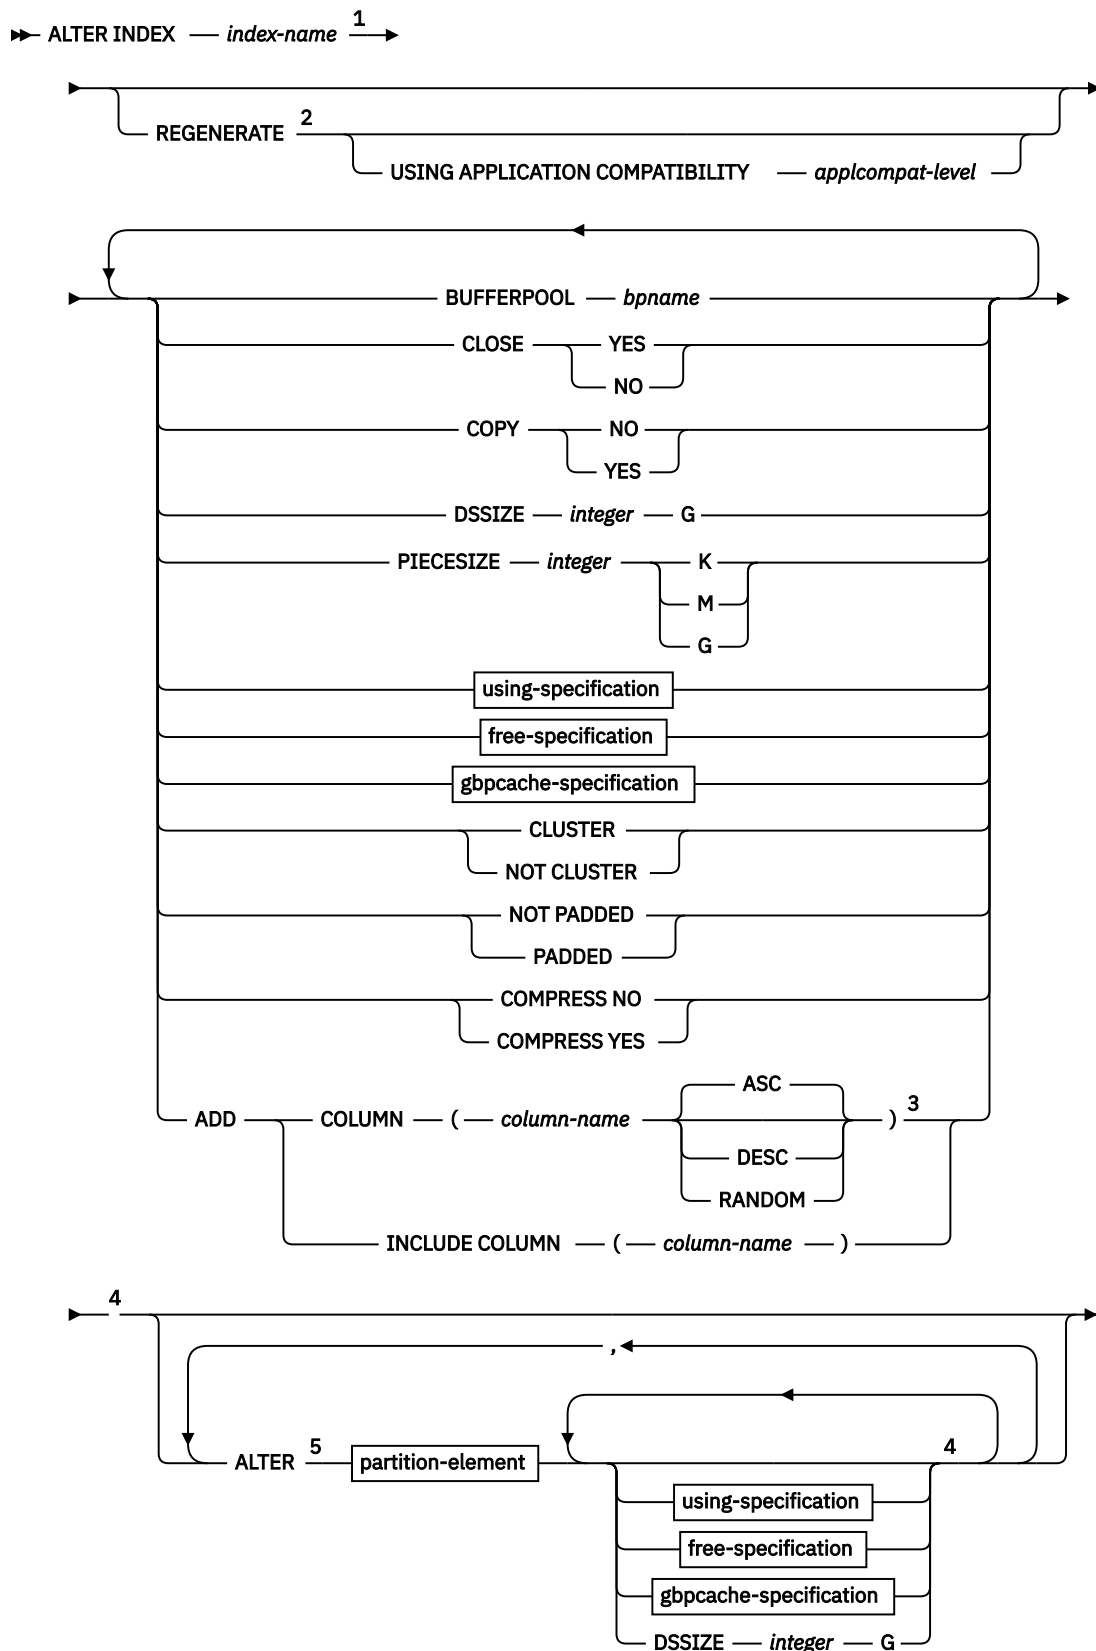 ALTER INDEX index-name 1
REGENERATE 2
USING APPLICATION COMPATIBILITY applcompat-level
BUFFERPOOL bpname
CLOSE YES
NO
COPY NO
YES
DSSIZE integer G
PIECESIZE integer K
M
G
using-specification
free-specification
gbpcache-specification
CLUSTER
NOT CLUSTER
NOT PADDED
PADDED
COMPRESS NO
COMPRESS YES
ASC
ADD COLUMN ( column-name ) 3
DESC
RANDOM
INCLUDE COLUMN ( column-name )
4
,
ALTER 5 partition-element 4
using-specification
free-specification
gbpcache-specification
DSSIZE integer G